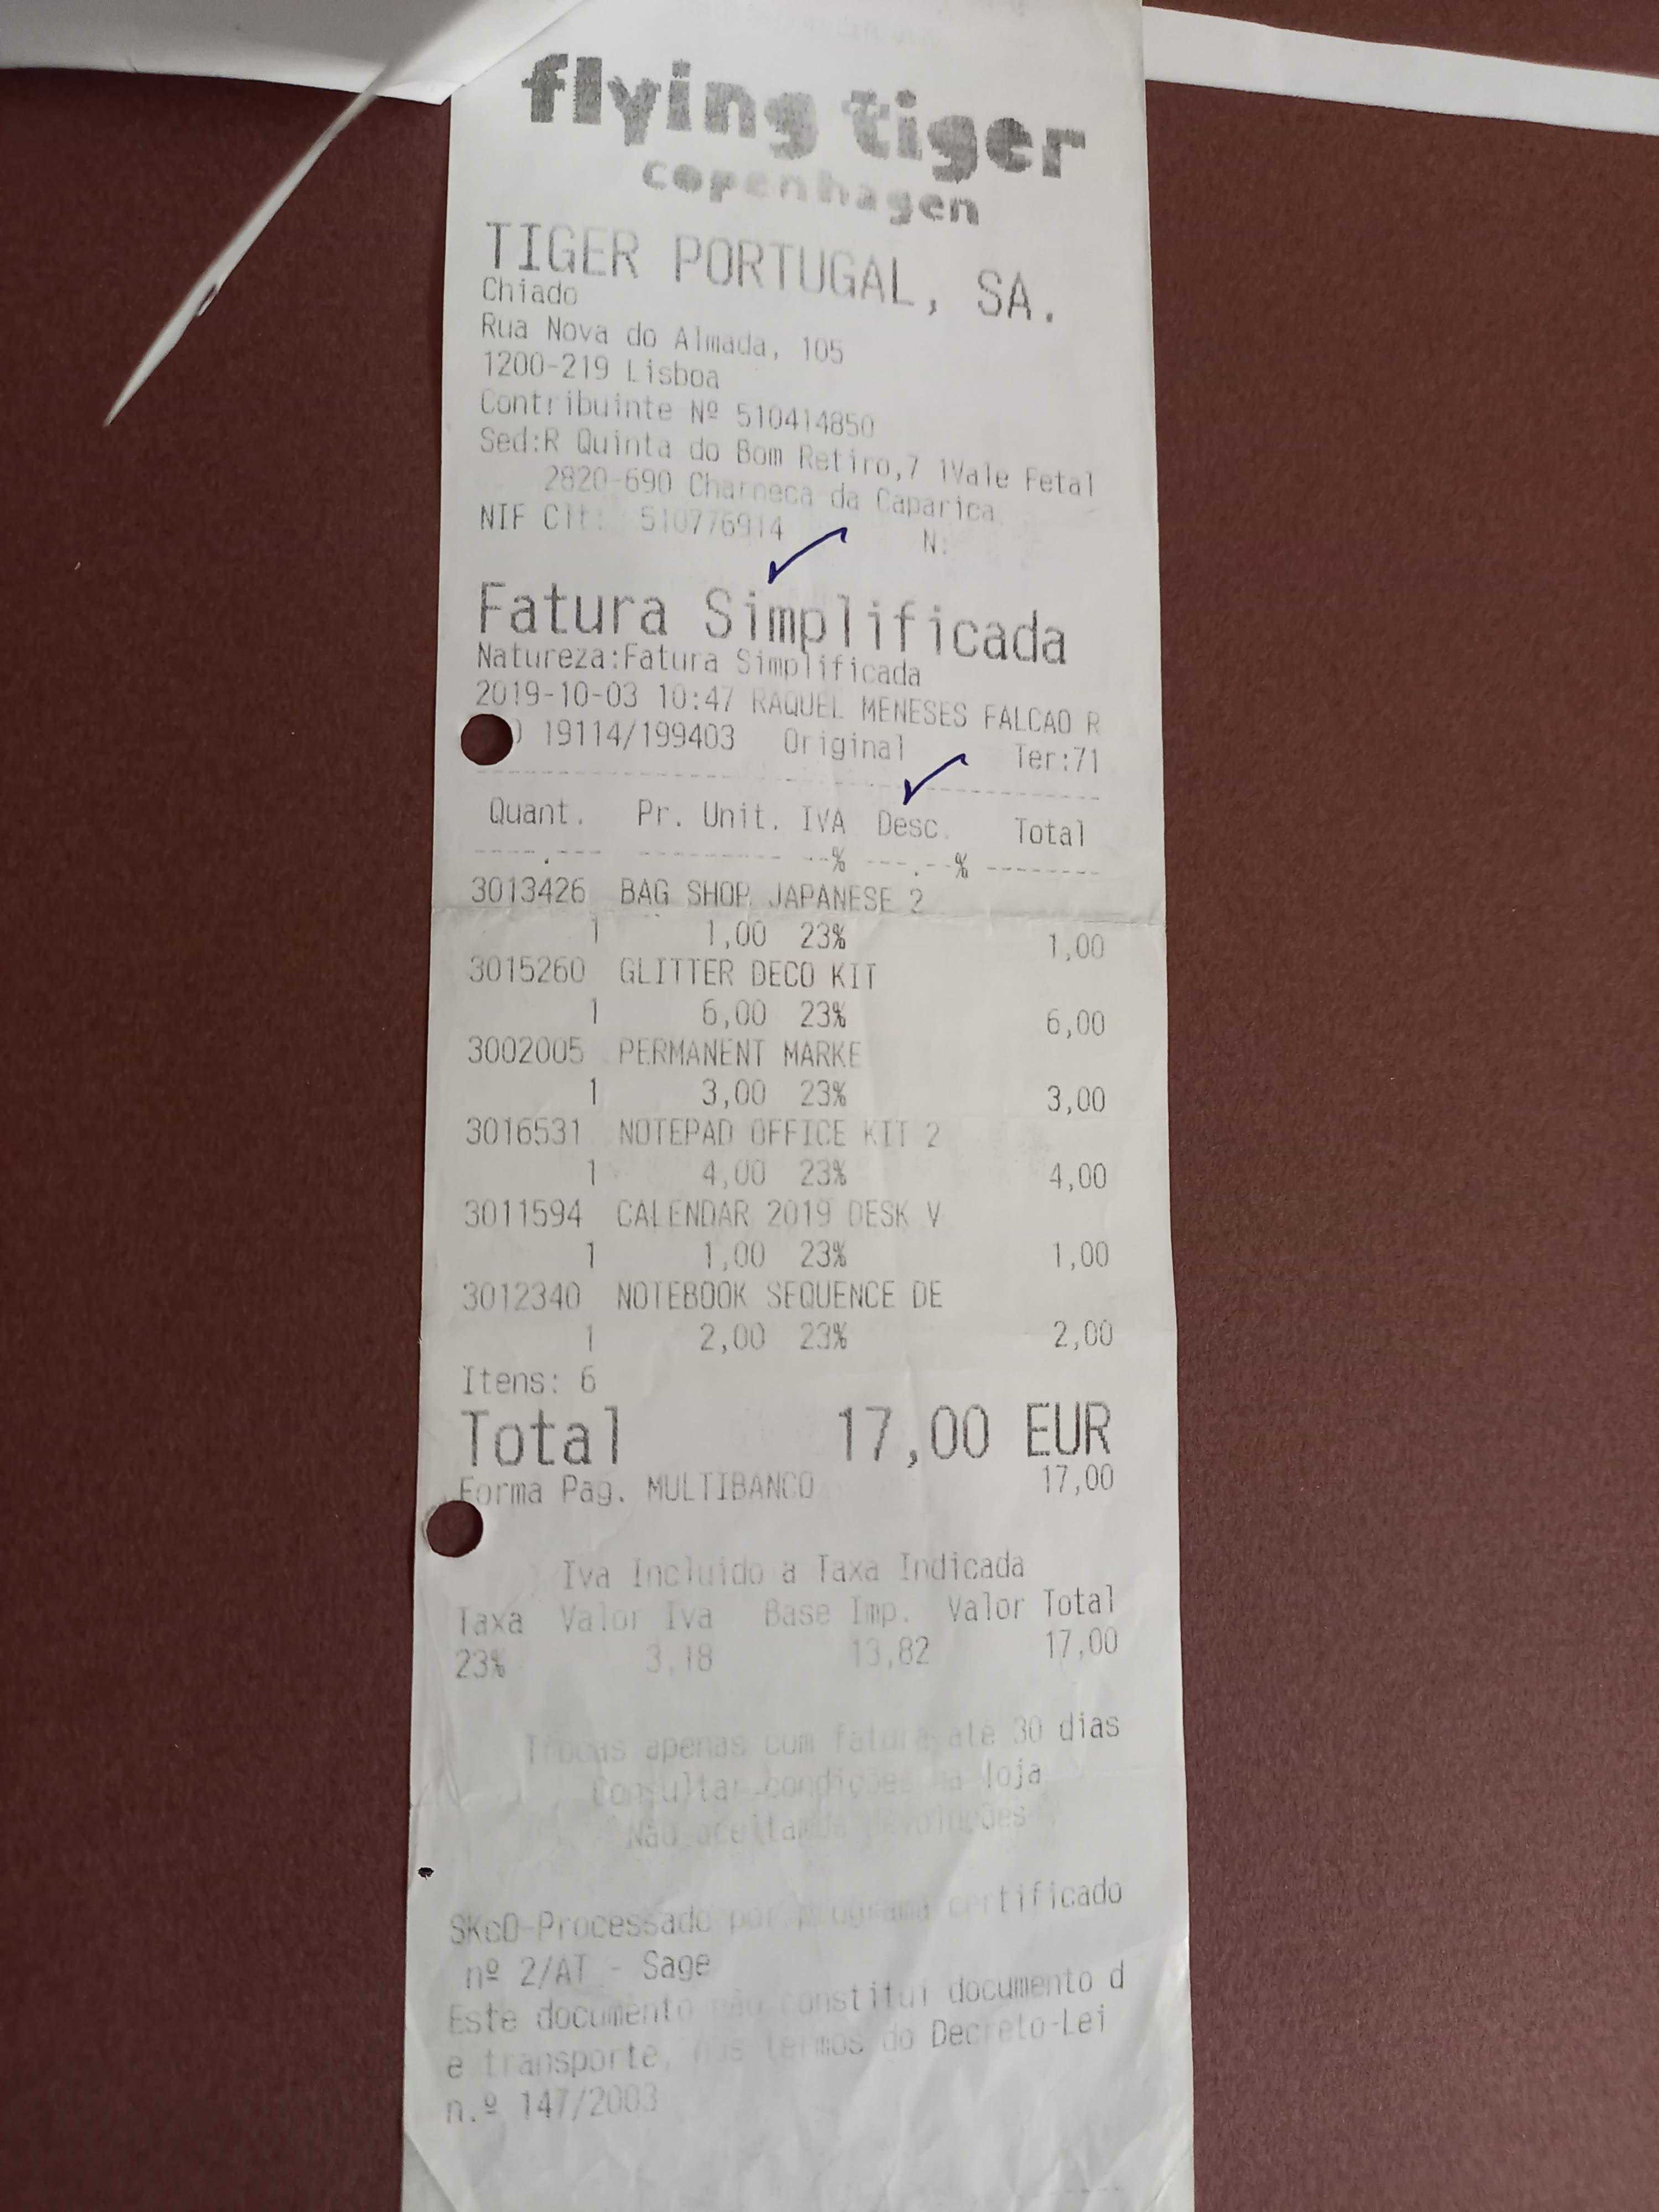 flying tiger
copenhagen
TIGER PORTUGAL, SA.
Chiado
Rua Nova do Almada, 105
1200-219 Lisboa
Contribuinte Nº 510414850
Sed:R Quinta do Bom Retiro,7 1Vale Fetal
2820-690 Charneca da Caparica
NIF Clt: 510776914 N:
Fatura Simplificada
Natureza:Fatura Simplificada
2019-10-03 10:47 RAQUEL MENESES FALCAO R
) 19114/199403 Original Ter:71
Quant. Pr. Unit. IVA Desc. Total
----.--- --------- --% ---.--% --------
3013426 BAG SHOP. JAPANESE 2
1 1,00 23% 1,00
3015260 GLITTER DECO KIT
1 6,00 23% 6,00
3002005 PERMANENT MARKE
1 3,00 23% 3,00
3016531 NOTEPAD OFFICE KIT 2
1 4,00 23% 4,00
3011594 CALENDAR 2019 DESK V
1 1,00 23% 1,00
3012340 NOTEBOOK SEQUENCE DE
1 2,00 23% 2,00
Itens: 6
Total 17,00 EUR
Forma Pag. MULTIBANCO 17,00
Iva Incluido a Taxa Indicada
Taxa Valor Iva Base Imp. Valor Total
23% 3,18 13,82 17,00
Trocas apenas com fatura até 30 dias
Consultar condições na loja
Não aceitamos devoluções
SKcO-Processado por programa certificado
nº 2/AT - Sage
Este documento não constitui documento d
e transporte, nos termos do Decreto-Lei
n.º 147/2003